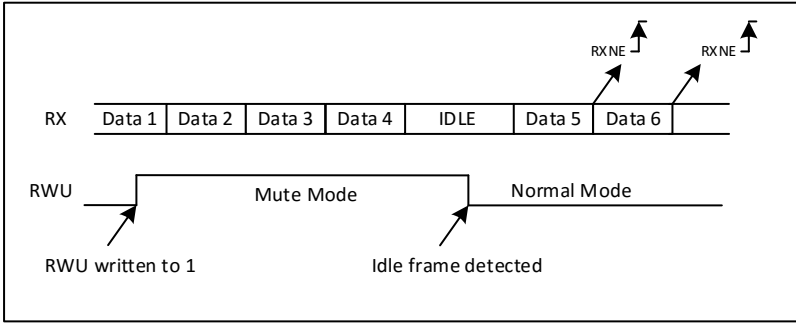 RXNE RXNE
RX Data 1 Data 2 Data 3 Data 4 IDLE Data 5 Data 6
RWU Mute Mode Normal Mode
RWU written to 1 Idle frame detected